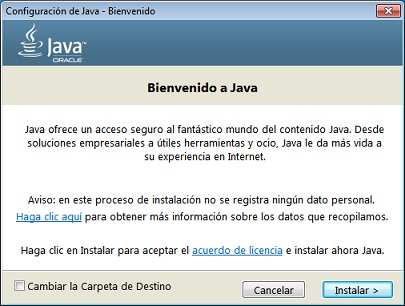 Configuración de Java - Bienvenido
Java™
ORACLE
Bienvenido a Java
Java ofrece un acceso seguro al fantástico mundo del contenido Java. Desde
soluciones empresariales a útiles herramientas y ocio, Java le da más vida a
su experiencia en Internet.
Aviso: en este proceso de instalación no se registra ningún dato personal.
Haga clic aquí para obtener más información sobre los datos que recopilamos.
Haga clic en Instalar para aceptar el acuerdo de licencia e instalar ahora Java.
Cambiar la Carpeta de Destino
Cancelar
Instalar >